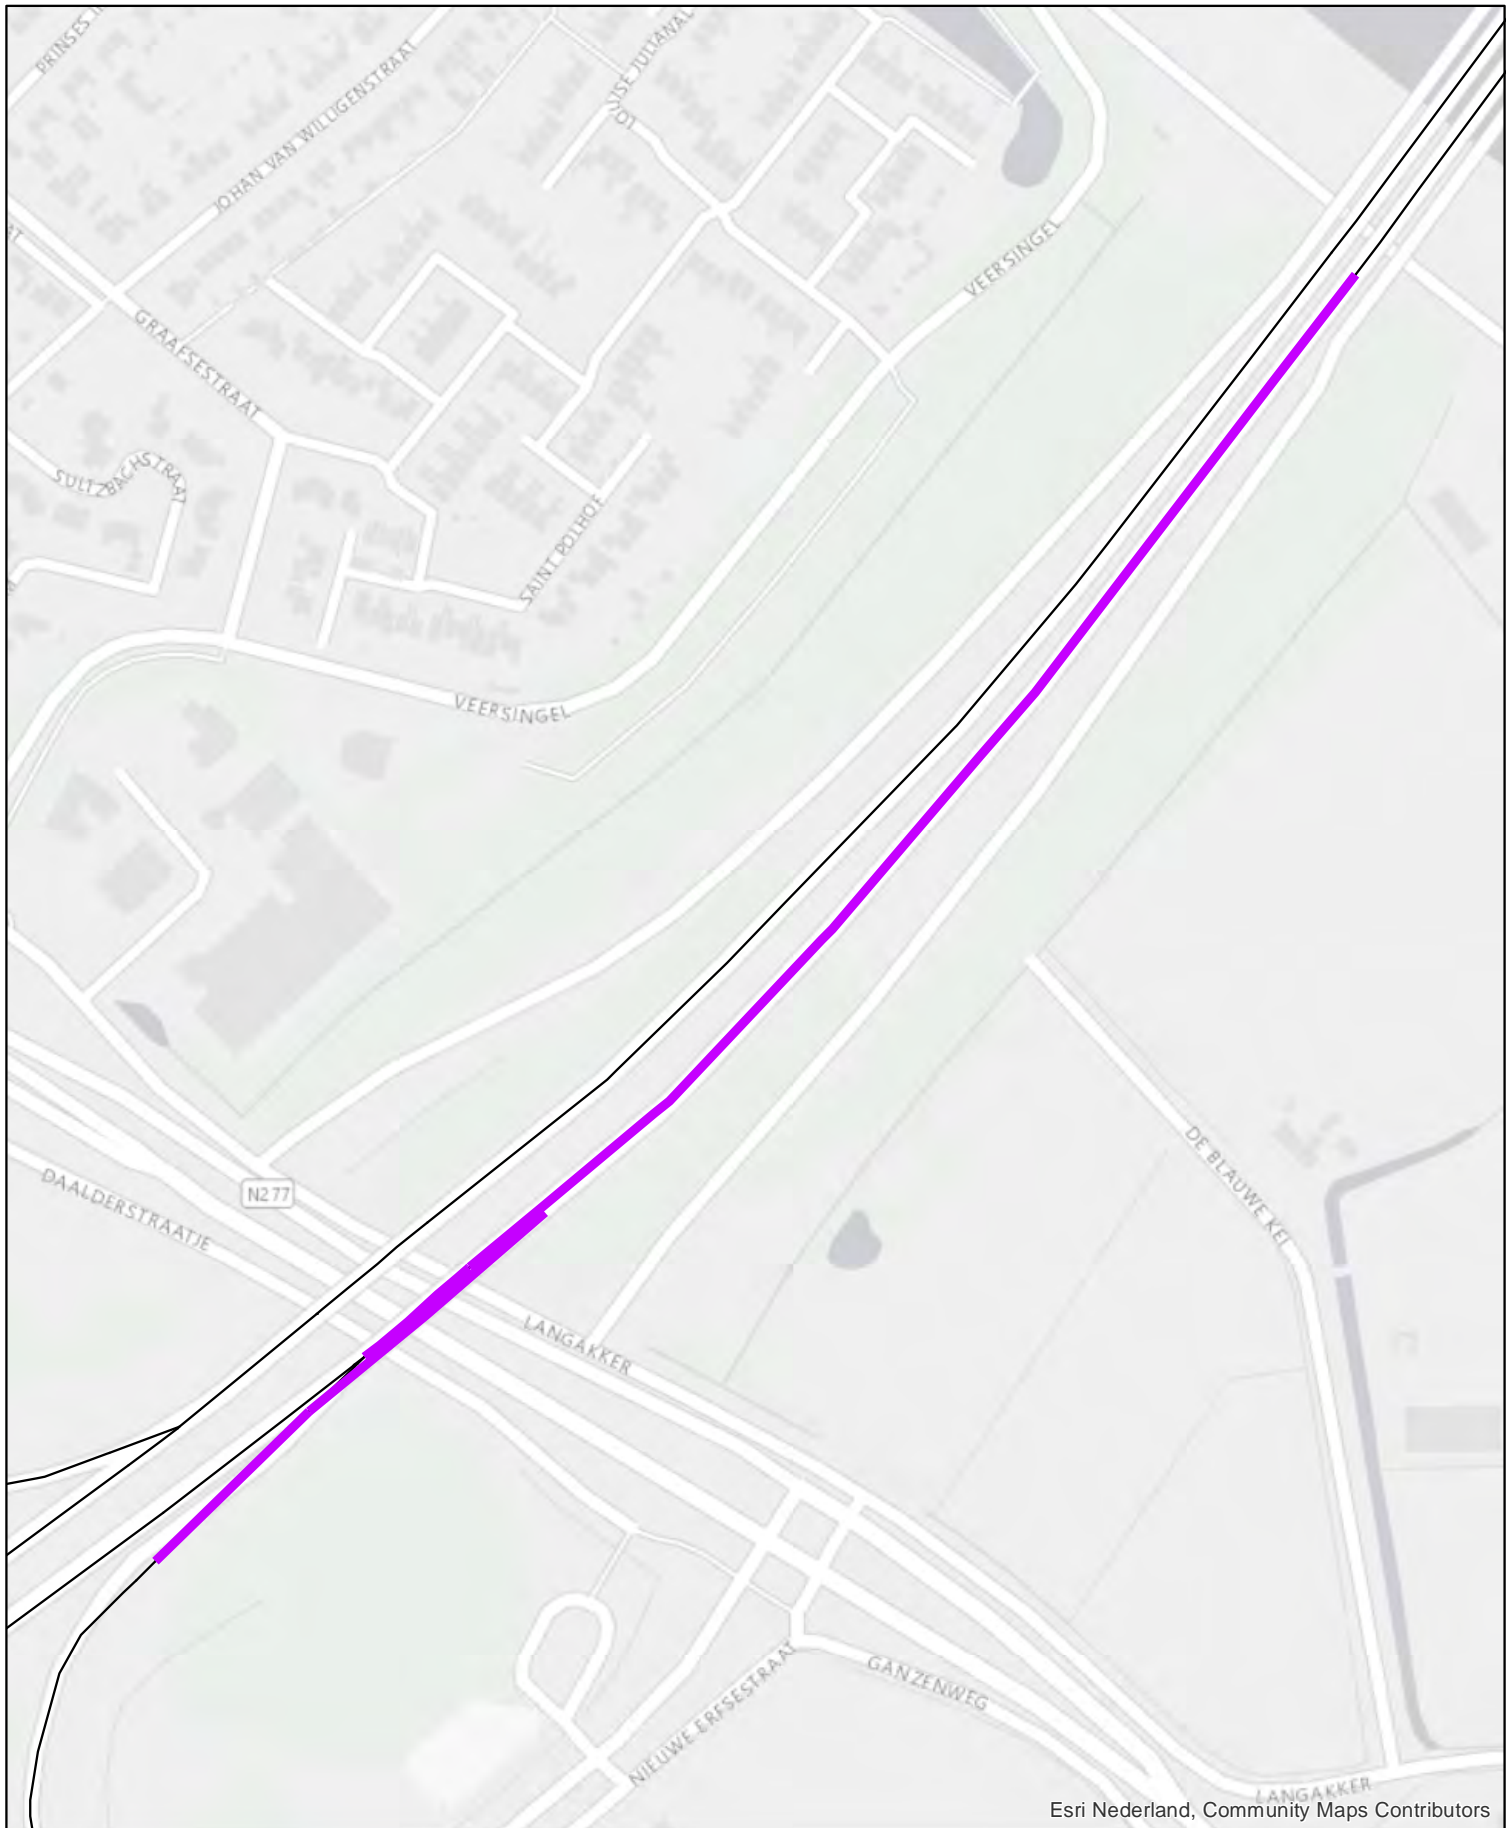 PRINSES
JOHAN VAN WILLIGENSTRAAT
VEERSINGEL
GRAAFSESTRAAT
SULTZBACHSTRAAT
SAINT POLHOF
VEERSINGEL
DE BLAUWE KEI
DAALDERSTRAATJE
N277
LANGAKKER
GANZENWEG
NIEUWE ERFSESTRAAT
LANGAKKER
Esri Nederland, Community Maps Contributors